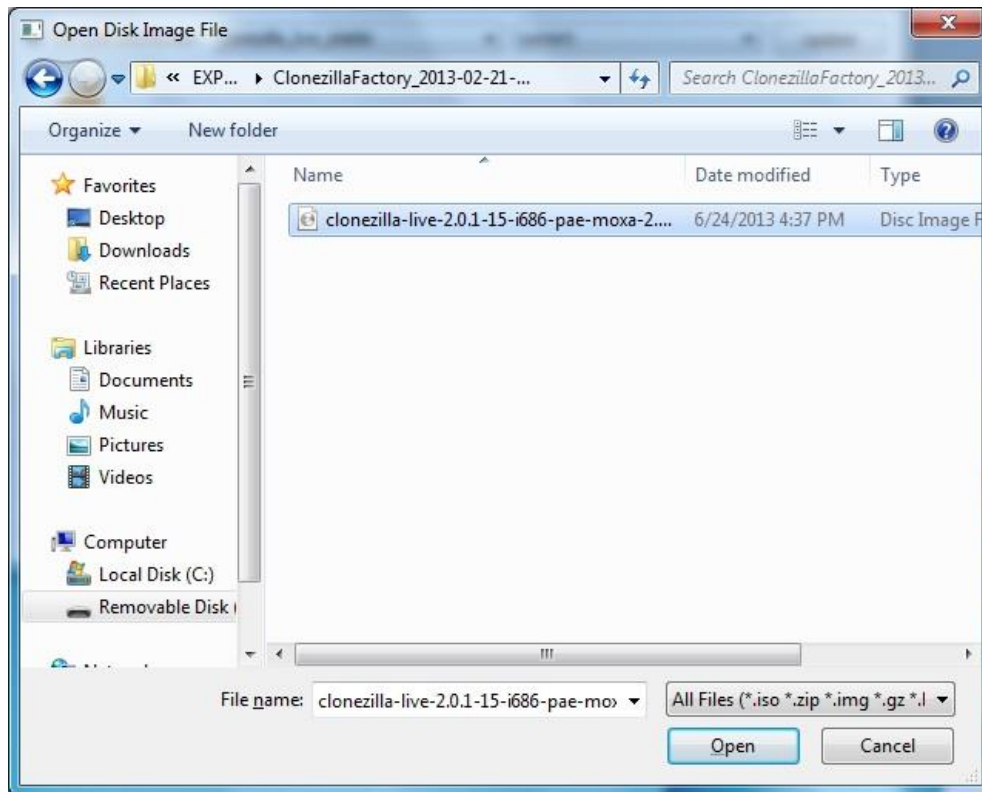 Open Disk Image File
« EXP... ClonezillaFactory_2013-02-21-... Search ClonezillaFactory_2013...
Organize New folder
Name Date modified Type
Favorites
Desktop
Downloads
Recent Places
Libraries
Documents
Music
Pictures
Videos
Computer
Local Disk (C:)
Removable Disk (
clonezilla-live-2.0.1-15-i686-pae-moxa-2.... 6/24/2013 4:37 PM Disc Image F
File name: clonezilla-live-2.0.1-15-i686-pae-mox All Files (*.iso *.zip *.img *.gz *.l
Open Cancel